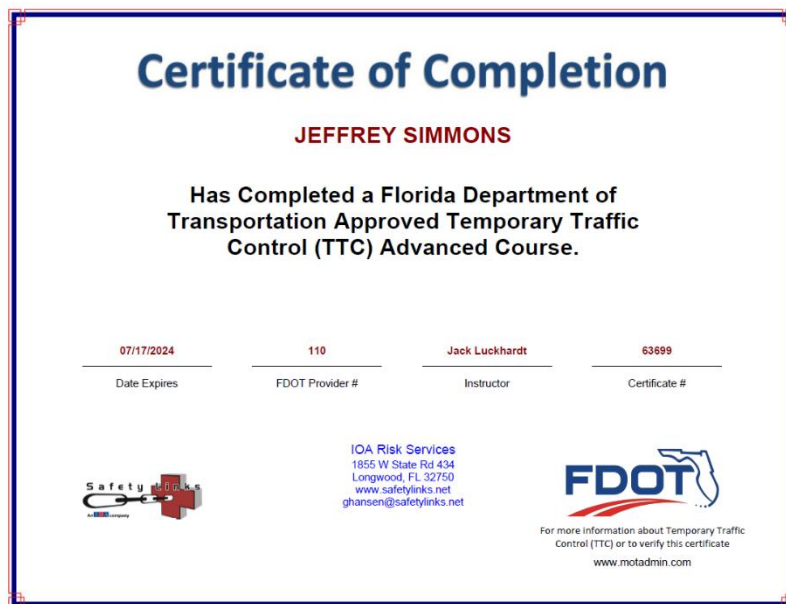 Certificate of Completion
JEFFREY SIMMONS
Has Completed a Florida Department of
Transportation Approved Temporary Traffic
Control (TTC) Advanced Course.
07/17/2024
Date Expires
110
FDOT Provider #
Jack Luckhardt
Instructor
63699
Certificate #
Safety Links
An IOA company
IOA Risk Services
1855 W State Rd 434
Longwood, FL 32750
www.safetylinks.net
ghansen@safetylinks.net
FDOT
For more information about Temporary Traffic
Control (TTC) or to verify this certificate
www.motadmin.com